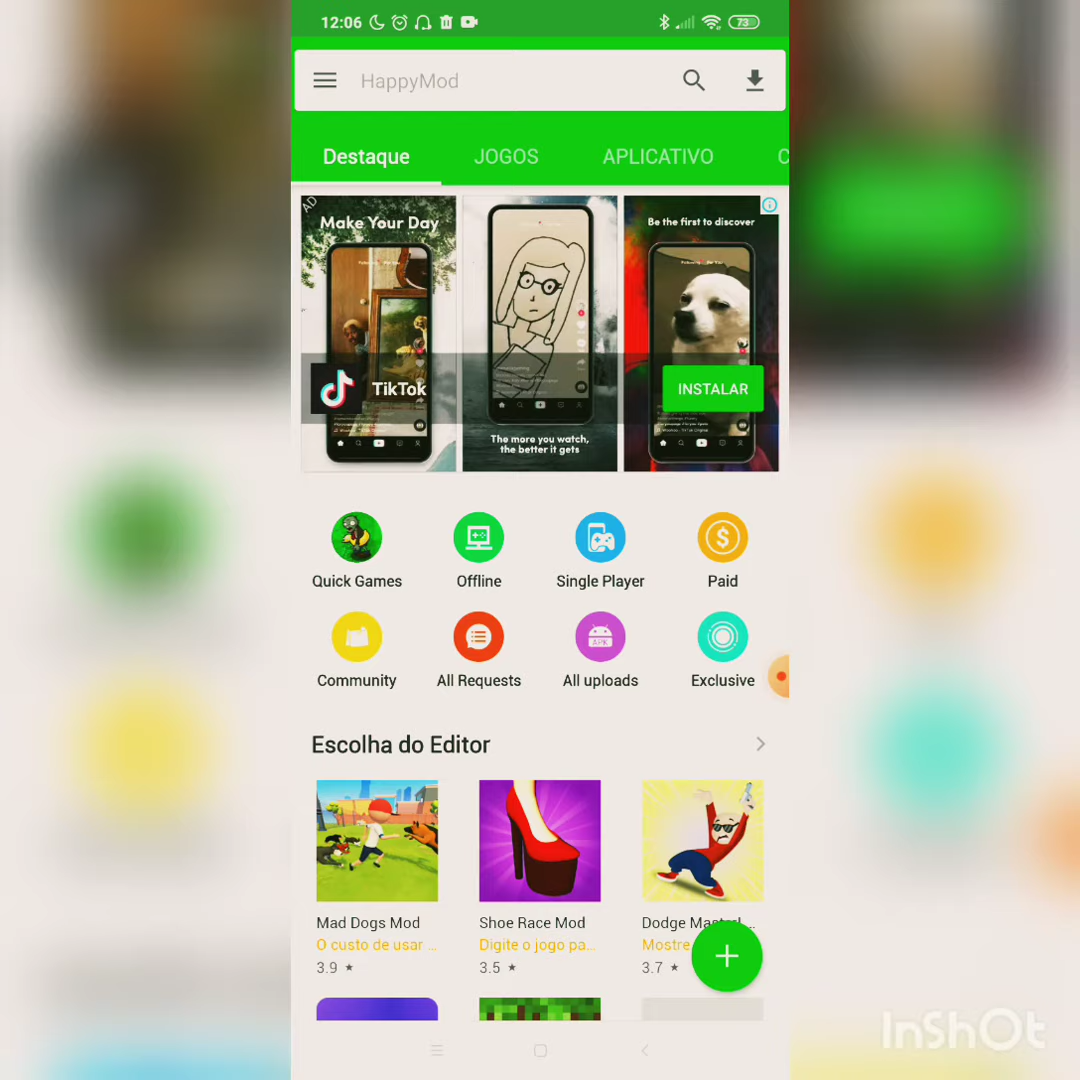 12:06
73
HappyMod
Destaque JOGOS APLICATIVO C
AD
Make Your Day
Be the first to discover
TikTok
INSTALAR
The more you watch,
the better it gets
Quick Games Offline Single Player Paid
APK
Community All Requests All uploads Exclusive
Escolha do Editor
Mad Dogs Mod Shoe Race Mod Dodge
O custo de usar ... Digite o jogo pa... Mostre
3.9 ★ 3.5 ★ 3.7 ★
InShOt